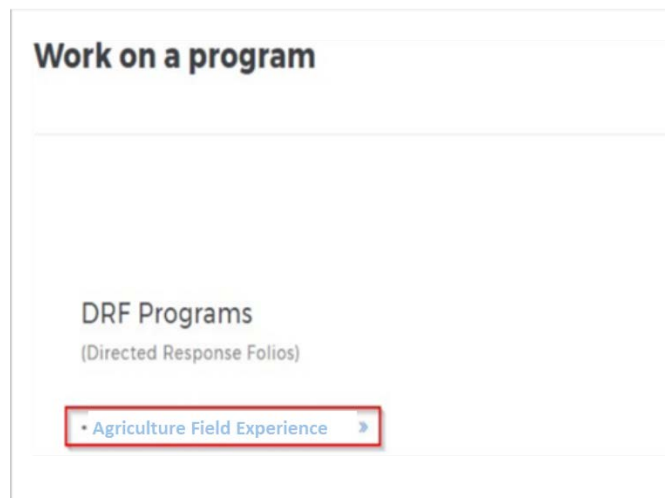 Work on a program
DRF Programs
(Directed Response Folios)
• Agriculture Field Experience »